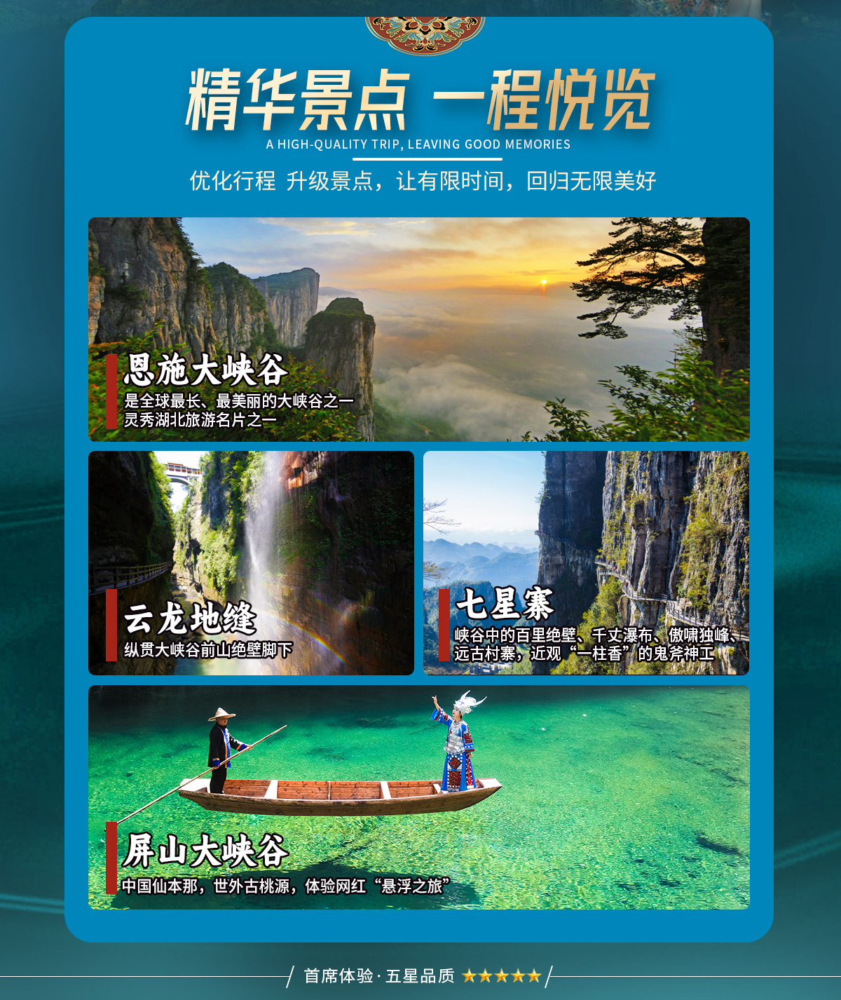 精华景点 一程悦览
A HIGH-QUALITY TRIP, LEAVING GOOD MEMORIES
优化行程 升级景点，让有限时间，回归无限美好
恩施大峡谷
是全球最长、最美丽的大峡谷之一
灵秀湖北旅游名片之一
云龙地缝
纵贯大峡谷前山绝壁脚下
七星寨
峡谷中的百里绝壁、千丈瀑布、傲啸独峰、
远古村寨，近观“一柱香”的鬼斧神工
屏山大峡谷
中国仙本那，世外古桃源，体验网红“悬浮之旅”
首席体验·五星品质